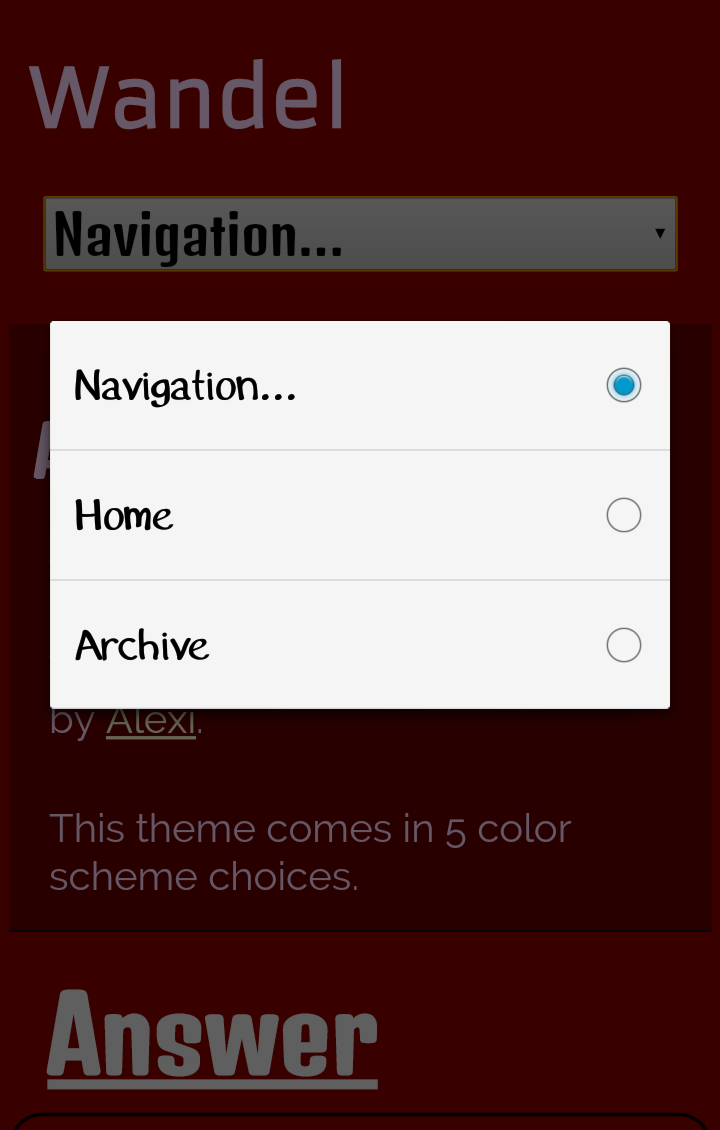 Wandel
Navigation...
Navigation...
Home
Archive
by Alexi.
This theme comes in 5 color
scheme choices.
Answer